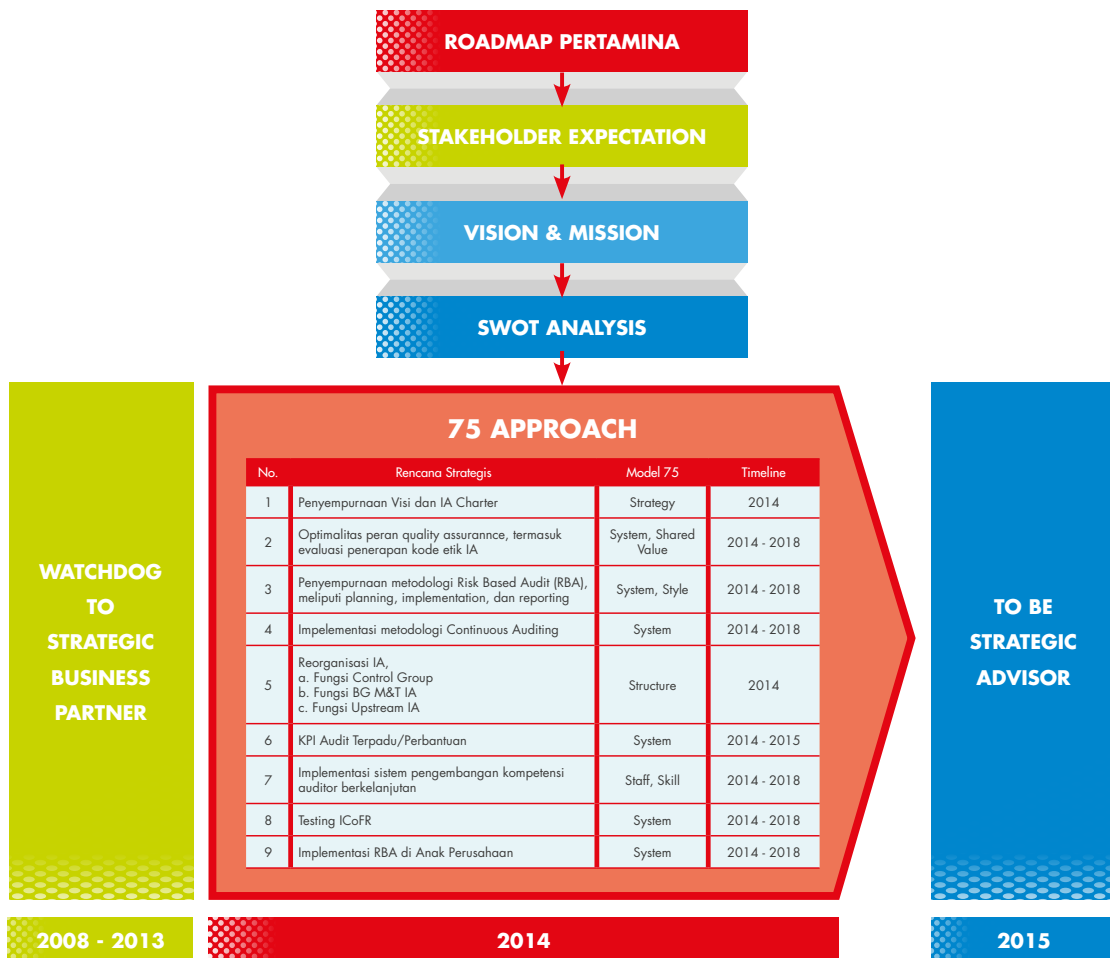 ROADMAP PERTAMINA
STAKEHOLDER EXPECTATION
VISION & MISSION
SWOT ANALYSIS
WATCHDOG
TO
STRATEGIC
BUSINESS
PARTNER
75 APPROACH
No. Rencana Strategis Model 75 Timeline
1 Penyempurnaan Visi dan IA Charter Strategy 2014
2 Optimalitas peran quality assurannce, termasuk
evaluasi penerapan kode etik IA System, Shared
Value 2014 - 2018
3 Penyempurnaan metodologi Risk Based Audit (RBA),
meliputi planning, implementation, dan reporting System, Style 2014 - 2018
4 Impelementasi metodologi Continuous Auditing System 2014 - 2018
5 Reorganisasi IA,
a. Fungsi Control Group
b. Fungsi BG M&T IA
c. Fungsi Upstream IA Structure 2014
6 KPI Audit Terpadu/Perbantuan System 2014 - 2015
7 Implementasi sistem pengembangan kompetensi
auditor berkelanjutan Staff, Skill 2014 - 2018
8 Testing ICoFR System 2014 - 2018
9 Implementasi RBA di Anak Perusahaan System 2014 - 2018
TO BE
STRATEGIC
ADVISOR
2008 - 2013
2014
2015